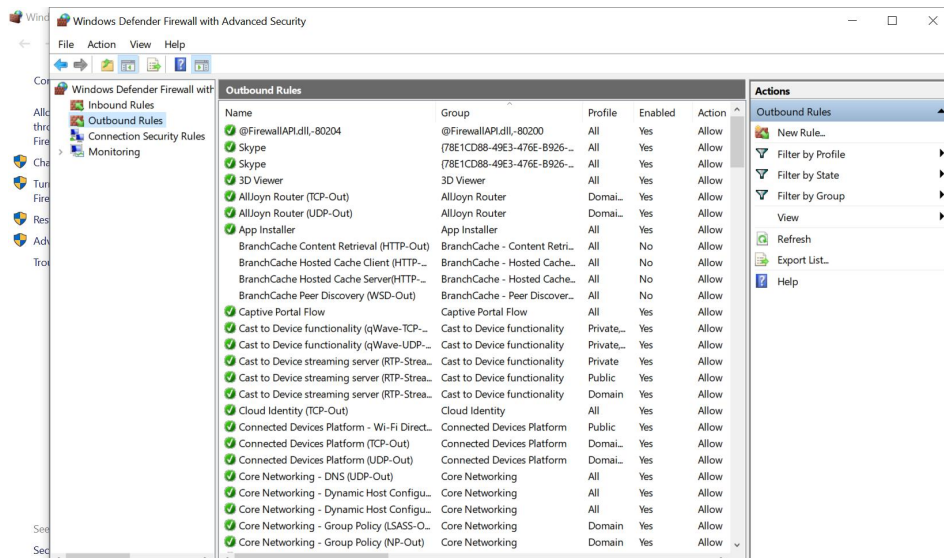 Wind
Windows Defender Firewall with Advanced Security
File Action View Help
Con
Allo
thro
Fire
Cha
Turn
Fire
Res
Adv
Trou
See
Sec
Windows Defender Firewall with
Inbound Rules
Outbound Rules
Connection Security Rules
Monitoring
Outbound Rules
Name Group Profile Enabled Action
@FirewallAPI.dll,-80204 @FirewallAPI.dll,-80200 All Yes Allow
Skype {78E1CD88-49E3-476E-B926-... All Yes Allow
Skype {78E1CD88-49E3-476E-B926-... All Yes Allow
3D Viewer 3D Viewer All Yes Allow
AllJoyn Router (TCP-Out) AllJoyn Router Domai... Yes Allow
AllJoyn Router (UDP-Out) AllJoyn Router Domai... Yes Allow
App Installer App Installer All Yes Allow
BranchCache Content Retrieval (HTTP-Out) BranchCache - Content Retri... All No Allow
BranchCache Hosted Cache Client (HTTP-... BranchCache - Hosted Cache... All No Allow
BranchCache Hosted Cache Server(HTTP-... BranchCache - Hosted Cache... All No Allow
BranchCache Peer Discovery (WSD-Out) BranchCache - Peer Discover... All No Allow
Captive Portal Flow Captive Portal Flow All Yes Allow
Cast to Device functionality (qWave-TCP-... Cast to Device functionality Private,... Yes Allow
Cast to Device functionality (qWave-UDP-... Cast to Device functionality Private,... Yes Allow
Cast to Device streaming server (RTP-Strea... Cast to Device functionality Private Yes Allow
Cast to Device streaming server (RTP-Strea... Cast to Device functionality Public Yes Allow
Cast to Device streaming server (RTP-Strea... Cast to Device functionality Domain Yes Allow
Cloud Identity (TCP-Out) Cloud Identity All Yes Allow
Connected Devices Platform - Wi-Fi Direct... Connected Devices Platform Public Yes Allow
Connected Devices Platform (TCP-Out) Connected Devices Platform Domai... Yes Allow
Connected Devices Platform (UDP-Out) Connected Devices Platform Domai... Yes Allow
Core Networking - DNS (UDP-Out) Core Networking All Yes Allow
Core Networking - Dynamic Host Configu... Core Networking All Yes Allow
Core Networking - Dynamic Host Configu... Core Networking All Yes Allow
Core Networking - Group Policy (LSASS-O... Core Networking Domain Yes Allow
Core Networking - Group Policy (NP-Out) Core Networking Domain Yes Allow
Actions
Outbound Rules
New Rule...
Filter by Profile
Filter by State
Filter by Group
View
Refresh
Export List...
Help